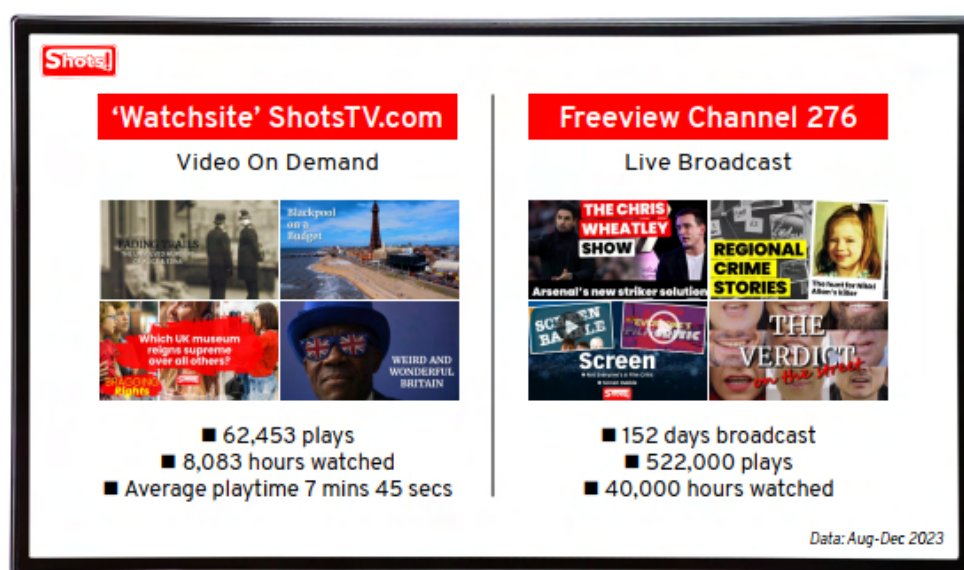 Shots!
‘Watchsite’ ShotsTV.com
Video On Demand
FADING TRAILS
Blackpool
on a
Budget
Which UK museum
reigns supreme
over all others?
BRAGGING
Rights
WEIRD AND
WONDERFUL
BRITAIN
■ 62,453 plays
■ 8,083 hours watched
■ Average playtime 7 mins 45 secs
Freeview Channel 276
Live Broadcast
THE CHRIS
WHEATLEY
SHOW
Arsenal's new striker solution
REGIONAL
CRIME
STORIES
The hunt for Nikki
Allan's killer
SCREEN
BABBLE
Screen
THE
VERDICT
on the street
■ 152 days broadcast
■ 522,000 plays
■ 40,000 hours watched
Data: Aug-Dec 2023